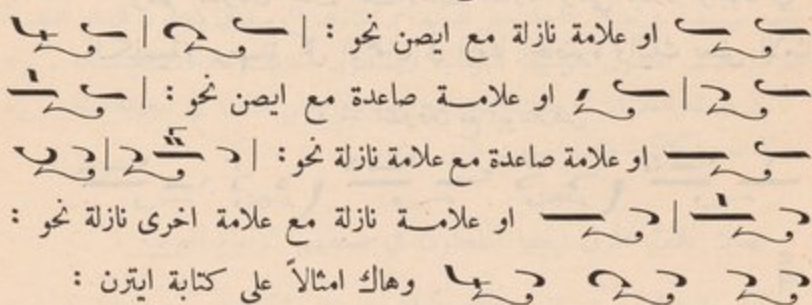 او علامة نازلة مع ايصن نحو : |
او علامة صاعدة مع ايصن نحو : |
او علامة صاعدة مع علامة نازلة نحو : |
او علامة نازلة مع علامة اخرى نازلة نحو :
وهاك امثالاً على كتابة ايترن :